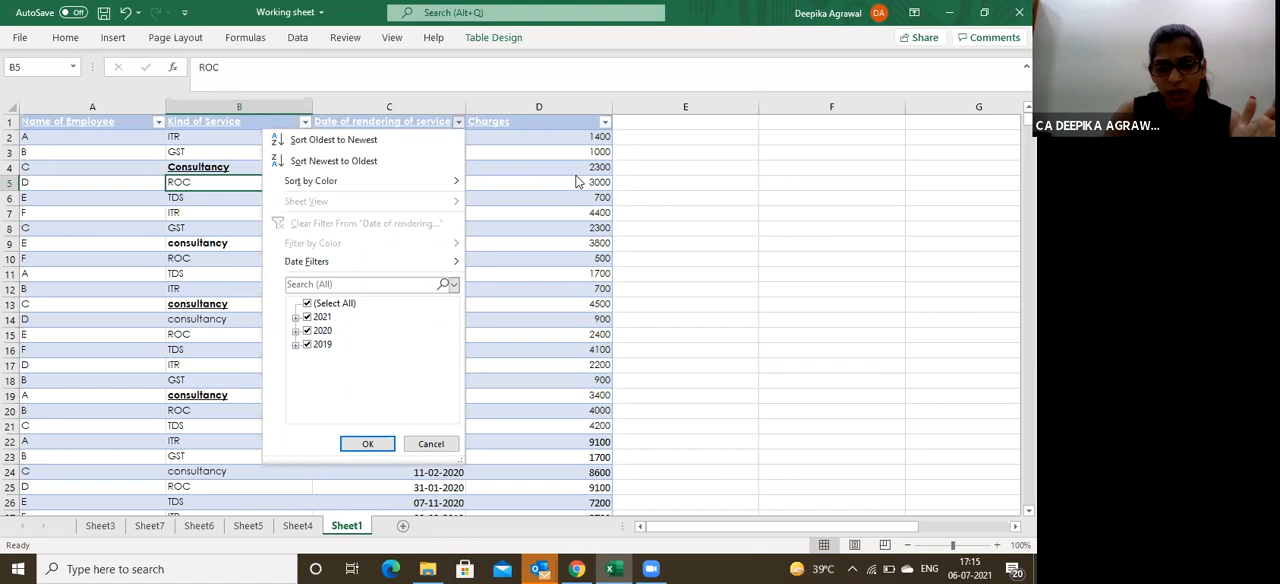 AutoSave Off Working sheet Search (Alt+Q) Deepika Agrawal DA
File Home Insert Page Layout Formulas Data Review View Help Table Design Share Comments
B5 fx ROC
A B C D E F G
1 Name of Employee Kind of Service Date of rendering of service Charges
2 A ITR 1400
3 B GST 1000
4 C Consultancy 2300
5 D ROC 3000
6 E TDS 700
7 F ITR 4400
8 C GST 2300
9 E consultancy 3800
10 F ROC 500
11 A TDS 1700
12 B ITR 700
13 C consultancy 4500
14 D consultancy 900
15 E ROC 2400
16 F TDS 4100
17 D ITR 2200
18 B GST 900
19 A consultancy 3400
20 B ROC 4000
21 C TDS 4200
22 A ITR 9100
23 B GST 1700
24 C consultancy 11-02-2020 8600
25 D ROC 31-01-2020 9100
26 E TDS 07-11-2020 7200
Sort Oldest to Newest
Sort Newest to Oldest
Sort by Color
Sheet View
Clear Filter From "Date of rendering..."
Filter by Color
Date Filters
Search (All)
(Select All)
2021
2020
2019
OK Cancel
Sheet3 Sheet7 Sheet6 Sheet5 Sheet4 Sheet1
Ready 100%
Type here to search 39°C ENG 17:15
06-07-2021 20
CA DEEPIKA AGRAW...